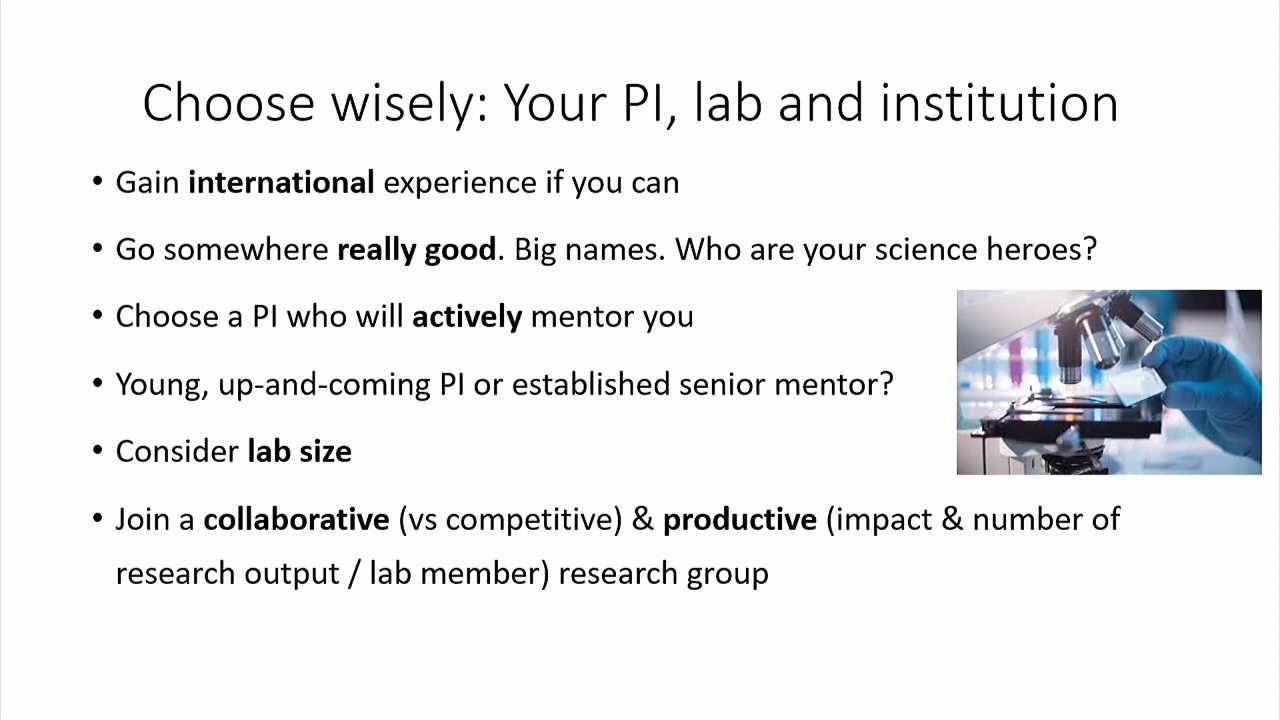 Choose wisely: Your PI, lab and institution
• Gain international experience if you can
• Go somewhere really good. Big names. Who are your science heroes?
• Choose a PI who will actively mentor you
• Young, up-and-coming PI or established senior mentor?
• Consider lab size
• Join a collaborative (vs competitive) & productive (impact & number of
research output / lab member) research group